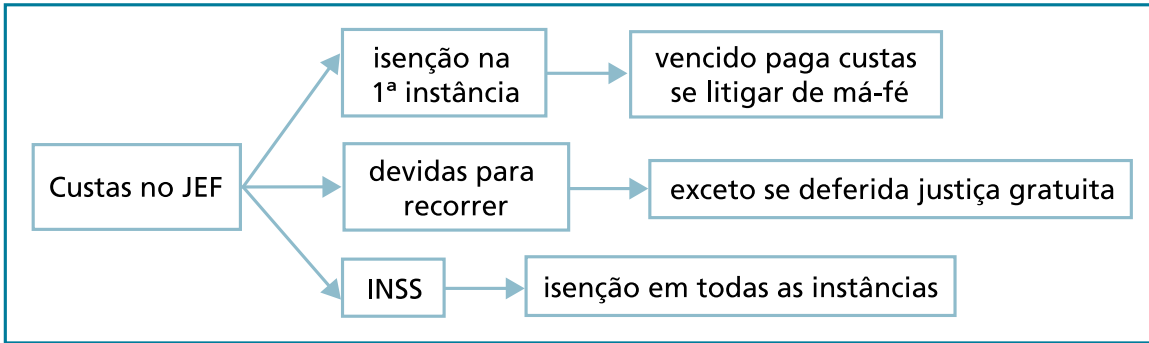 Custas no JEF
isenção na
1ª instância
vencido paga custas
se litigar de má-fé
devidas para
recorrer
exceto se deferida justiça gratuita
INSS
isenção em todas as instâncias